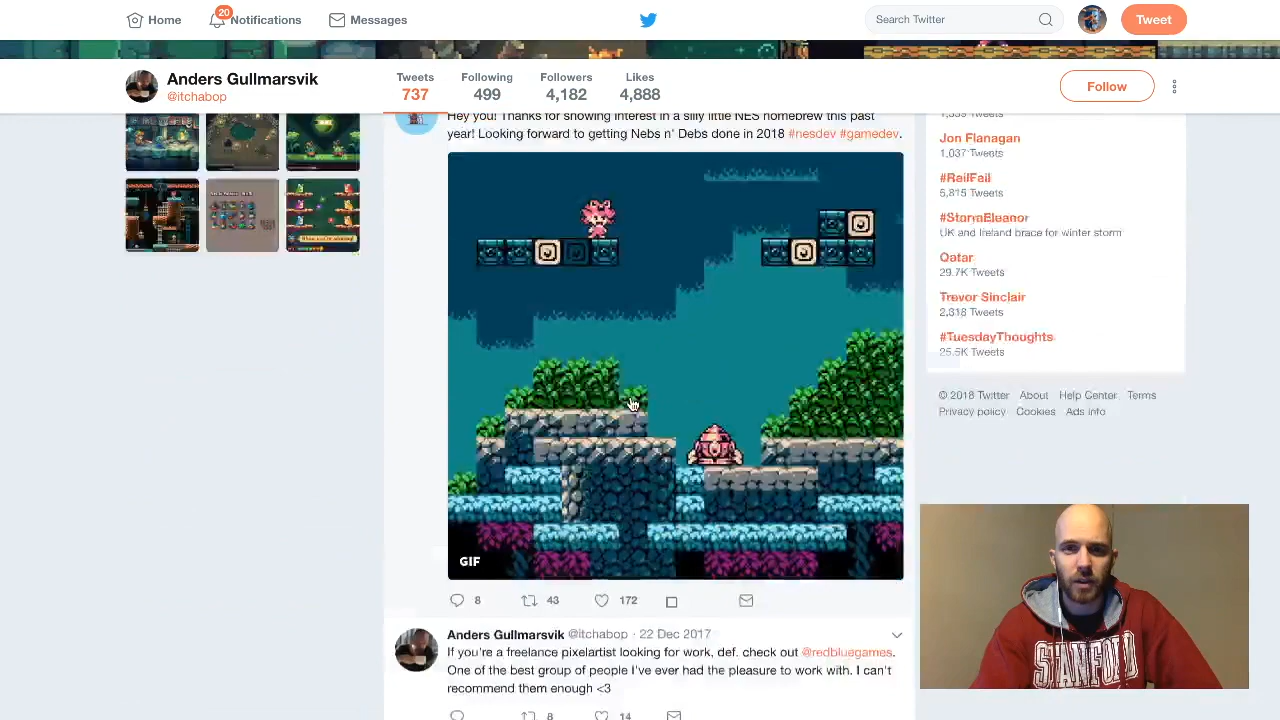 Home
20
Notifications
Messages
Search Twitter
Tweet
Anders Gullmarsvik
@itchabop
Tweets
737
Following
499
Followers
4,182
Likes
4,888
Follow
Hey you! Thanks for showing interest in a silly little NES homebrew this past
year! Looking forward to getting Nebs n' Debs done in 2018 #nesdev #gamedev.
GIF
8
43
172
Anders Gullmarsvik @itchabop · 22 Dec 2017
If you're a freelance pixelartist looking for work, def. check out @redbluegames.
One of the best group of people I've ever had the pleasure to work with. I can't
recommend them enough <3
8
14
1,339 Tweets
Jon Flanagan
1,037 Tweets
#RailFail
5,815 Tweets
#StormEleanor
UK and Ireland brace for winter storm
Qatar
29.7K Tweets
Trevor Sinclair
2,318 Tweets
#TuesdayThoughts
25.5K Tweets
© 2018 Twitter About Help Center Terms
Privacy policy Cookies Ads info
STANFORD